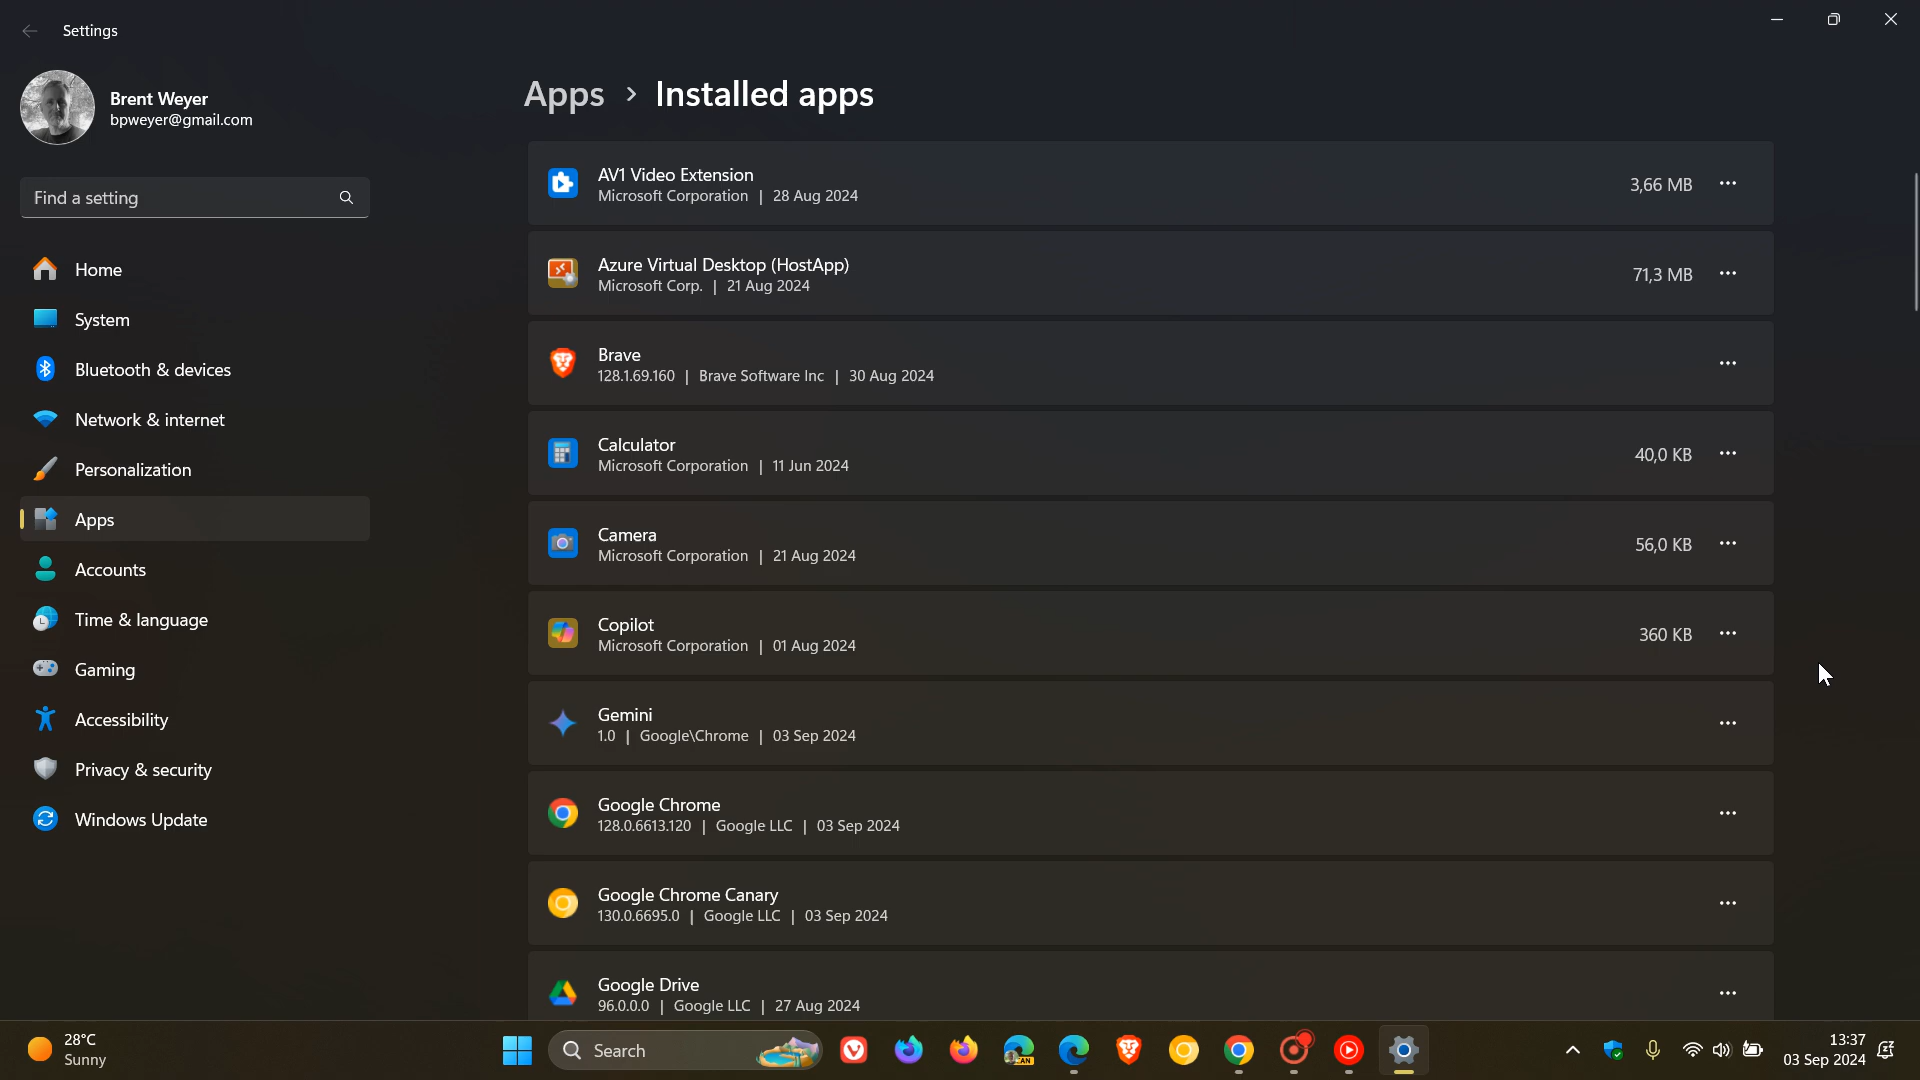 Settings
Brent Weyer
bpweyer@gmail.com
Find a setting
Home
System
Bluetooth & devices
Network & internet
Personalization
Apps
Accounts
Time & language
Gaming
Accessibility
Privacy & security
Windows Update
Apps > Installed apps
AV1 Video Extension
Microsoft Corporation | 28 Aug 2024
3,66 MB
Azure Virtual Desktop (HostApp)
Microsoft Corp. | 21 Aug 2024
71,3 MB
Brave
128.1.69.160 | Brave Software Inc | 30 Aug 2024
Calculator
Microsoft Corporation | 11 Jun 2024
40,0 KB
Camera
Microsoft Corporation | 21 Aug 2024
56,0 KB
Copilot
Microsoft Corporation | 01 Aug 2024
360 KB
Gemini
1.0 | Google\Chrome | 03 Sep 2024
Google Chrome
128.0.6613.120 | Google LLC | 03 Sep 2024
Google Chrome Canary
130.0.6695.0 | Google LLC | 03 Sep 2024
Google Drive
96.0.0.0 | Google LLC | 27 Aug 2024
28°C
Sunny
Search
13:37
03 Sep 2024